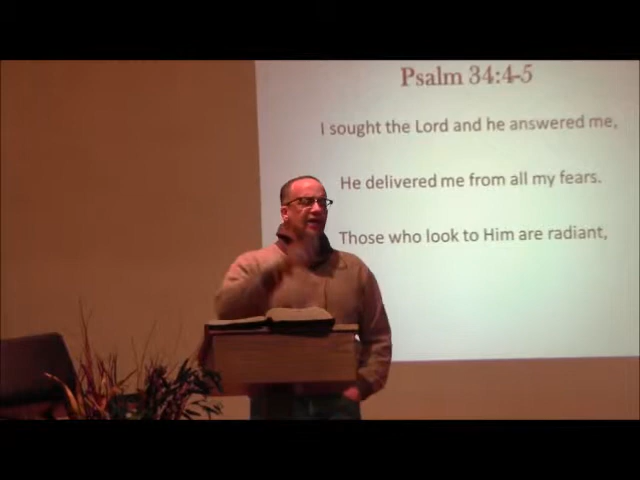 Psalm 34:4-5
I sought the Lord and he answered me,
He delivered me from all my fears.
Those who look to Him are radiant,